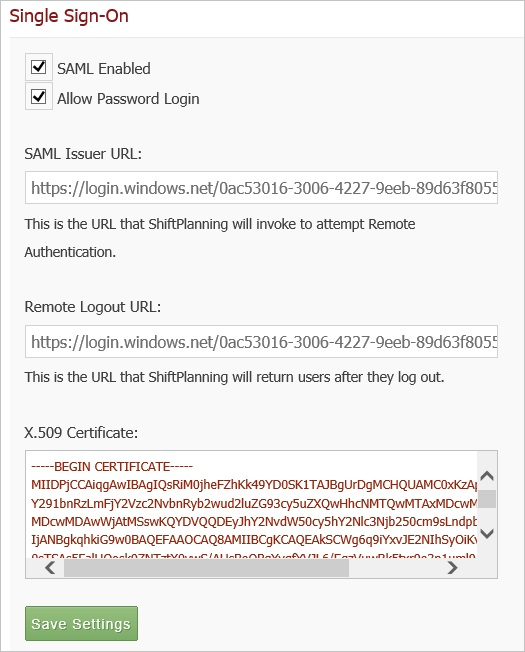 Single Sign-On
SAML Enabled
Allow Password Login
SAML Issuer URL:
https://login.windows.net/0ac53016-3006-4227-9eeb-89d63f8055
This is the URL that ShiftPlanning will invoke to attempt Remote
Authentication.
Remote Logout URL:
https://login.windows.net/0ac53016-3006-4227-9eeb-89d63f8055
This is the URL that ShiftPlanning will return users after they log out.
X.509 Certificate:
-----BEGIN CERTIFICATE-----
MIIDPjCCAiqgAwIBAgIQsRiM0jheFZhKk49YD0SK1TAJBgUrDgMCHQUAMC0xKzAp
Y291bnRzLmFjY2Vzc2NvbnRyb2wud2luZG93cy5uZXQwHhcNMTQwMTAxMDcwM
MDcwMDAwWjAtMSswKQYDVQQDEyJhY2NvdW50cy5hY2Nlc3Njb250cm9sLndpb
IjANBgkqhkiG9w0BAQEFAAOCAQ8AMIIBCgKCAQEAkSCWg6q9iYxvJE2NIhSyOiKv
Save Settings